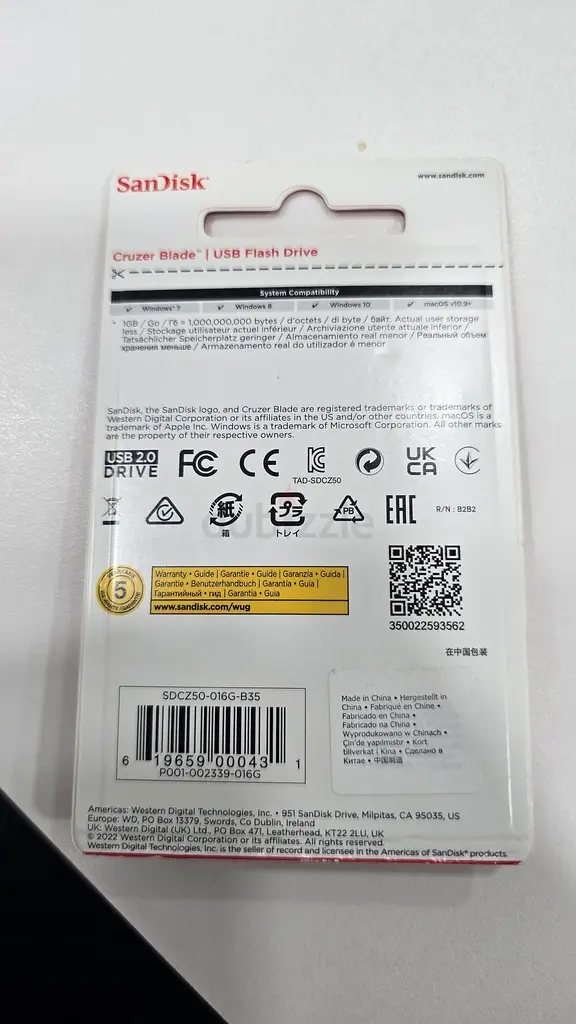 SanDisk®
www.sandisk.com
Cruzer Blade™ | USB Flash Drive
System Compatibility
✓ Windows® 7 ✓ Windows 8 ✓ Windows 10 ✓ macOS v10.9+
* 1GB / Go / Гб = 1,000,000,000 bytes / d'octets / di byte / байт. Actual user storage
less / Stockage utilisateur actuel inférieur / Archiviazione utente attuale inferior /
Tatsächlicher Speicherplatz geringer / Almacenamiento real menor / Реальный объем
хранения меньше / Armazenamento real do utilizador é menor
SanDisk, the SanDisk logo, and Cruzer Blade are registered trademarks or trademarks of
Western Digital Corporation or its affiliates in the US and/or other countries. macOS is a
trademark of Apple Inc. Windows is a trademark of Microsoft Corporation. All other marks
are the property of their respective owners.
USB 2.0
DRIVE
FC CE
TAD-SDCZ50
UK
CA
紙
箱
プラ
トレイ
PB
EAC
R/N : B2B2
dubizzle
5
Warranty • Guide | Garantie • Guide | Garanzia • Guida |
Garantie • Benutzerhandbuch | Garantía • Guía |
Гарантийный • гид | Garantia • Guia
www.sandisk.com/wug
350022593562
在中国包装
SDCZ50-016G-B35
6 19659 00043 1
P001-002339-016G
Made in China • Hergestellt in
China • Fabriqué en Chine •
Fabricado en China •
Fabricado na China •
Wyprodukowano w Chinach •
Çin'de yapılmıştır • Kort
tillverkat i Kina • Сделано в
Китае • 中国制造
Americas: Western Digital Technologies, Inc. • 951 SanDisk Drive, Milpitas, CA 95035, US
Europe: WD, PO Box 13379, Swords, Co Dublin, Ireland
UK: Western Digital (UK) Ltd., PO Box 471, Leatherhead, KT22 2LU, UK
© 2022 Western Digital Corporation or its affiliates. All rights reserved.
Western Digital Technologies, Inc. is the seller of record and licensee in the Americas of SanDisk® products.